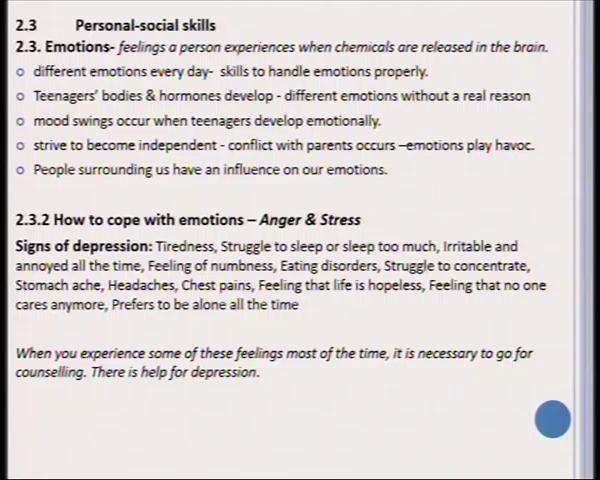 2.3 Personal-social skills
2.3. Emotions- feelings a person experiences when chemicals are released in the brain.
different emotions every day- skills to handle emotions properly.
Teenagers' bodies & hormones develop - different emotions without a real reason
mood swings occur when teenagers develop emotionally.
strive to become independent - conflict with parents occurs –emotions play havoc.
People surrounding us have an influence on our emotions.
2.3.2 How to cope with emotions – Anger & Stress
Signs of depression: Tiredness, Struggle to sleep or sleep too much, Irritable and
annoyed all the time, Feeling of numbness, Eating disorders, Struggle to concentrate,
Stomach ache, Headaches, Chest pains, Feeling that life is hopeless, Feeling that no one
cares anymore, Prefers to be alone all the time
When you experience some of these feelings most of the time, it is necessary to go for
counselling. There is help for depression.